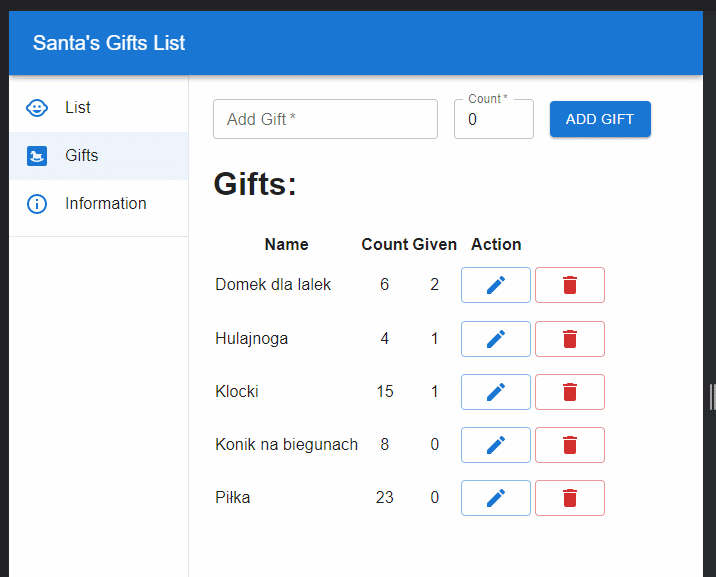 Santa's Gifts List
List
Gifts
Information
Add Gift *
Count *
0
ADD GIFT
Gifts:
Name Count Given Action
Domek dla lalek 6 2
Hulajnoga 4 1
Klocki 15 1
Konik na biegunach 8 0
Piłka 23 0